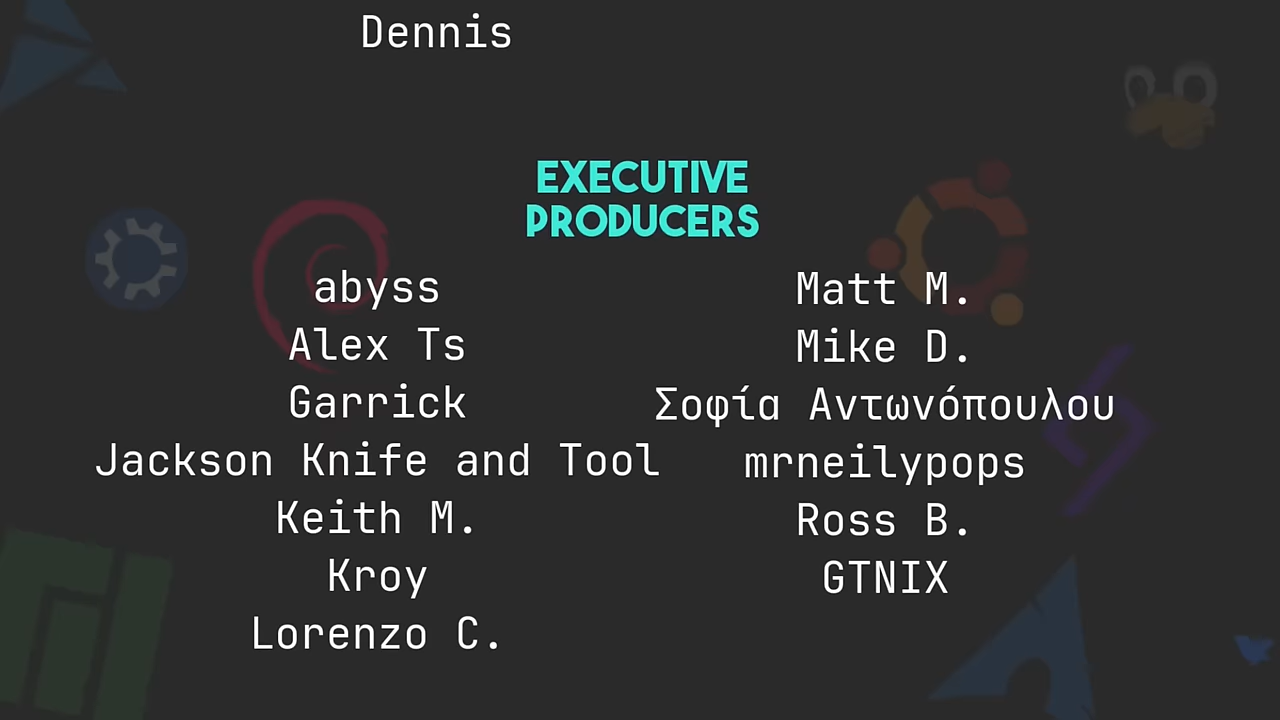 Dennis
EXECUTIVE
PRODUCERS
abyss
Alex Ts
Garrick
Jackson Knife and Tool
Keith M.
Kroy
Lorenzo C.
Matt M.
Mike D.
Σοφία Αντωνόπουλου
mrneilypops
Ross B.
GTNIX